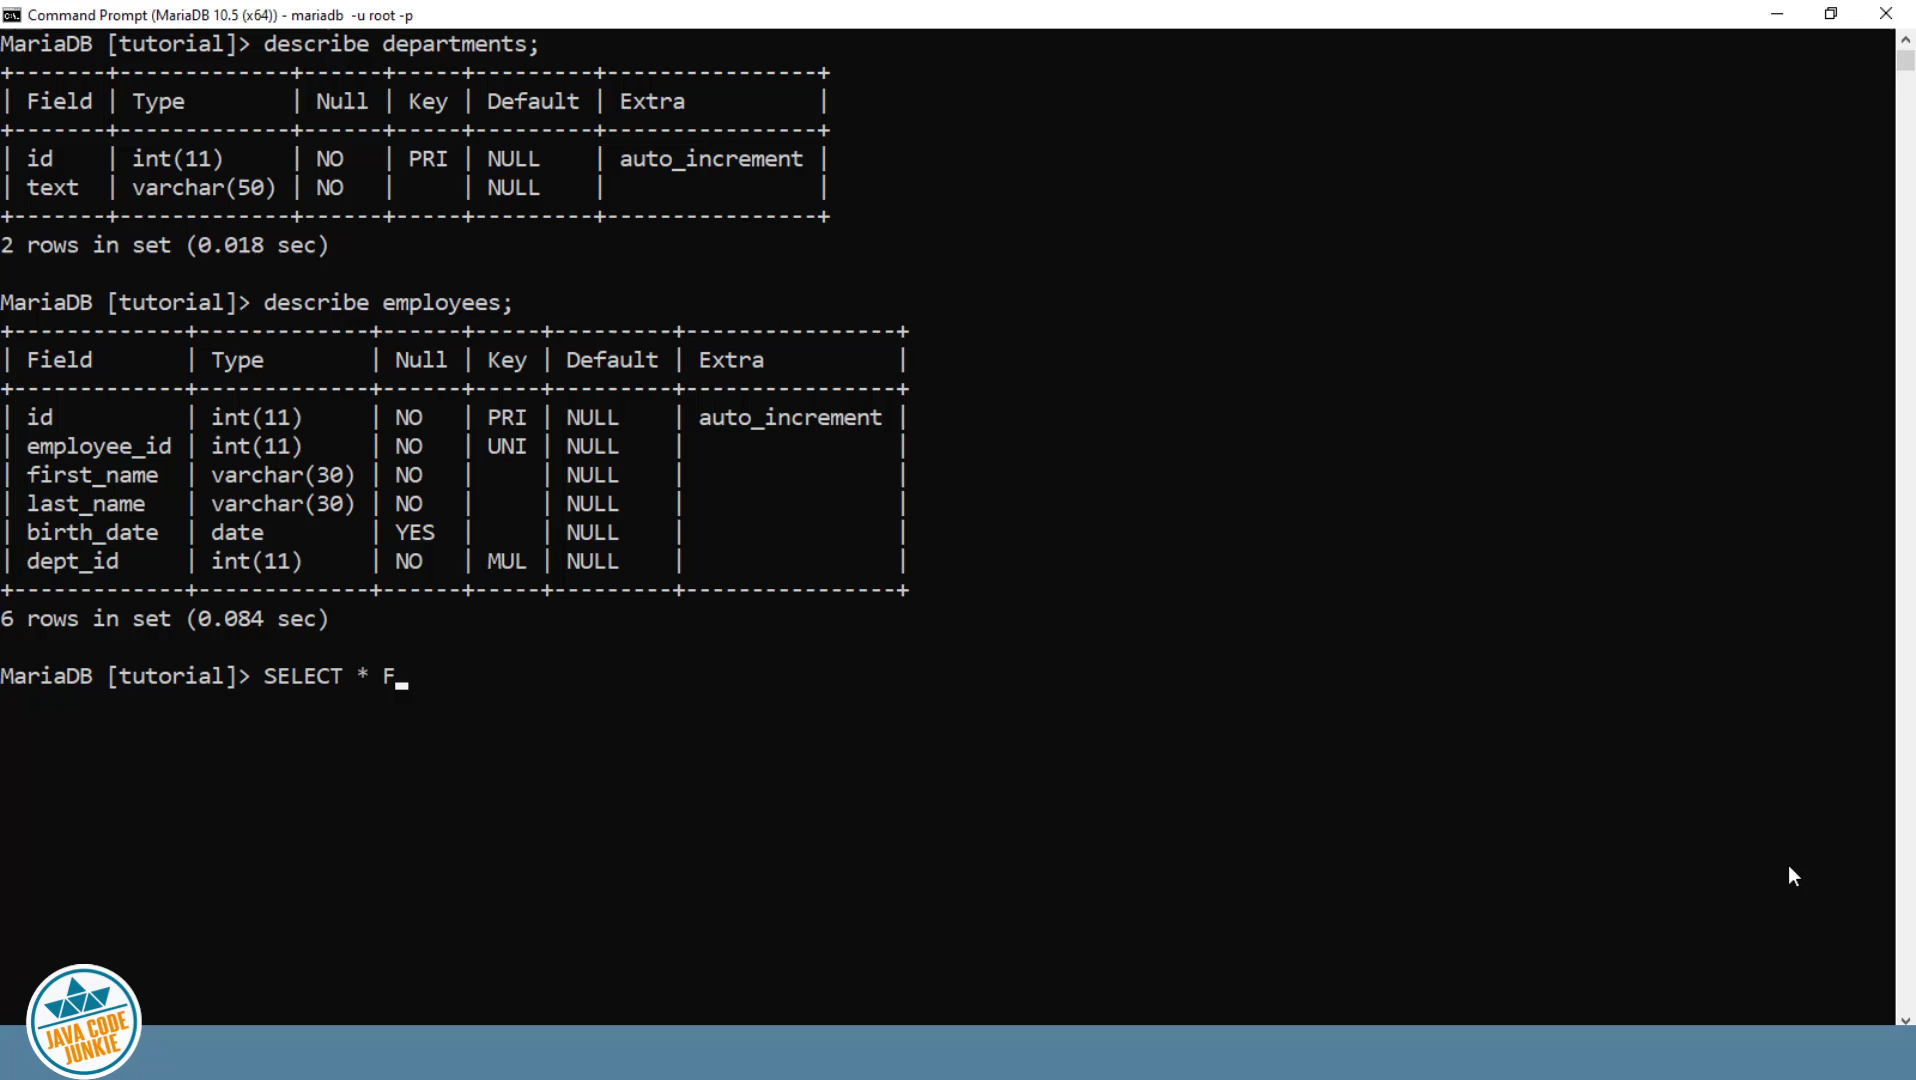 Command Prompt (MariaDB 10.5 (x64)) - mariadb  -u root -p
MariaDB [tutorial]> describe departments;
+-------+-------------+------+-----+---------+----------------+
| Field | Type        | Null | Key | Default | Extra          |
+-------+-------------+------+-----+---------+----------------+
| id    | int(11)     | NO   | PRI | NULL    | auto_increment |
| text  | varchar(50) | NO   |     | NULL    |                |
+-------+-------------+------+-----+---------+----------------+
2 rows in set (0.018 sec)

MariaDB [tutorial]> describe employees;
+-------------+-------------+------+-----+---------+----------------+
| Field       | Type        | Null | Key | Default | Extra          |
+-------------+-------------+------+-----+---------+----------------+
| id          | int(11)     | NO   | PRI | NULL    | auto_increment |
| employee_id | int(11)     | NO   | UNI | NULL    |                |
| first_name  | varchar(30) | NO   |     | NULL    |                |
| last_name   | varchar(30) | NO   |     | NULL    |                |
| birth_date  | date        | YES  |     | NULL    |                |
| dept_id     | int(11)     | NO   | MUL | NULL    |                |
+-------------+-------------+------+-----+---------+----------------+
6 rows in set (0.084 sec)

MariaDB [tutorial]> SELECT * F
JAVA CODE
JUNKIE